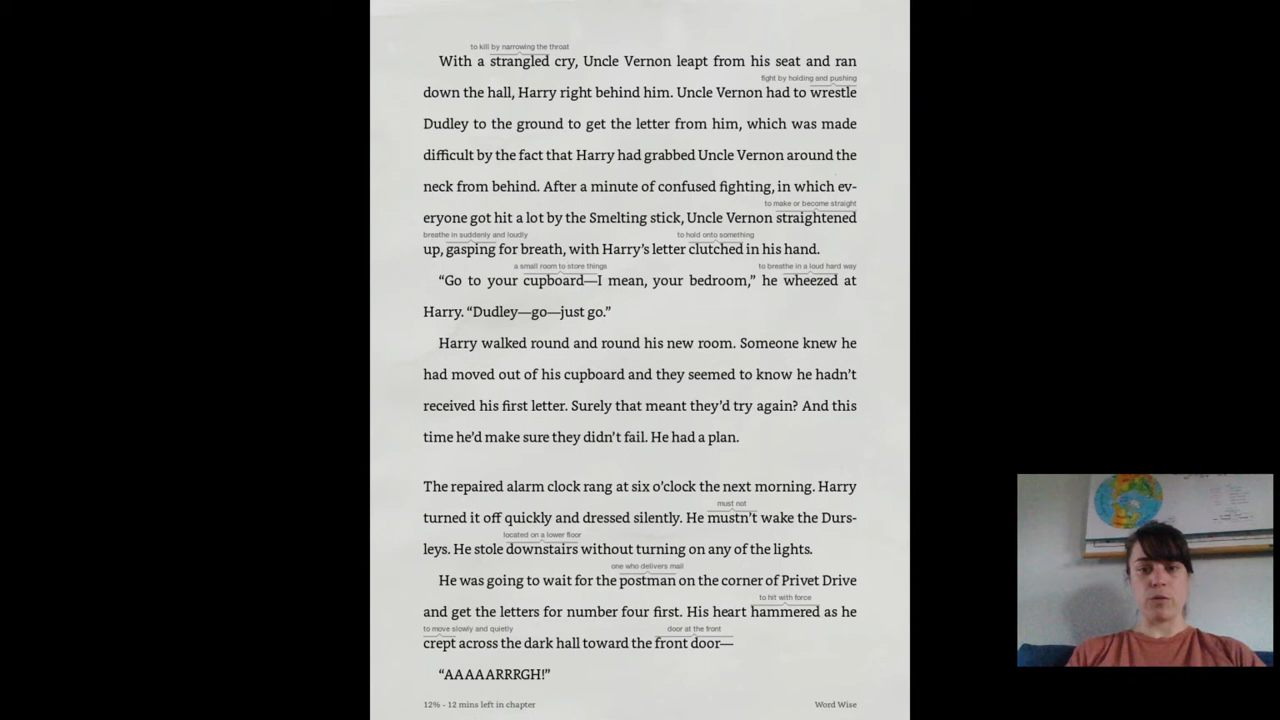 to kill by narrowing the throat
With a strangled cry, Uncle Vernon leapt from his seat and ran
fight by holding and pushing
down the hall, Harry right behind him. Uncle Vernon had to wrestle
Dudley to the ground to get the letter from him, which was made
difficult by the fact that Harry had grabbed Uncle Vernon around the
neck from behind. After a minute of confused fighting, in which ev-
to make or become straight
eryone got hit a lot by the Smelting stick, Uncle Vernon straightened
breathe in suddenly and loudly to hold onto something
up, gasping for breath, with Harry’s letter clutched in his hand.
a small room to store things to breathe in a loud hard way
“Go to your cupboard—I mean, your bedroom,” he wheezed at
Harry. “Dudley—go—just go.”
Harry walked round and round his new room. Someone knew he
had moved out of his cupboard and they seemed to know he hadn’t
received his first letter. Surely that meant they’d try again? And this
time he’d make sure they didn’t fail. He had a plan.
The repaired alarm clock rang at six o’clock the next morning. Harry
must not
turned it off quickly and dressed silently. He mustn’t wake the Durs-
located on a lower floor
leys. He stole downstairs without turning on any of the lights.
one who delivers mail
He was going to wait for the postman on the corner of Privet Drive
to hit with force
and get the letters for number four first. His heart hammered as he
to move slowly and quietly door at the front
crept across the dark hall toward the front door—
“AAAAARRRGH!”
12% - 12 mins left in chapter Word Wise